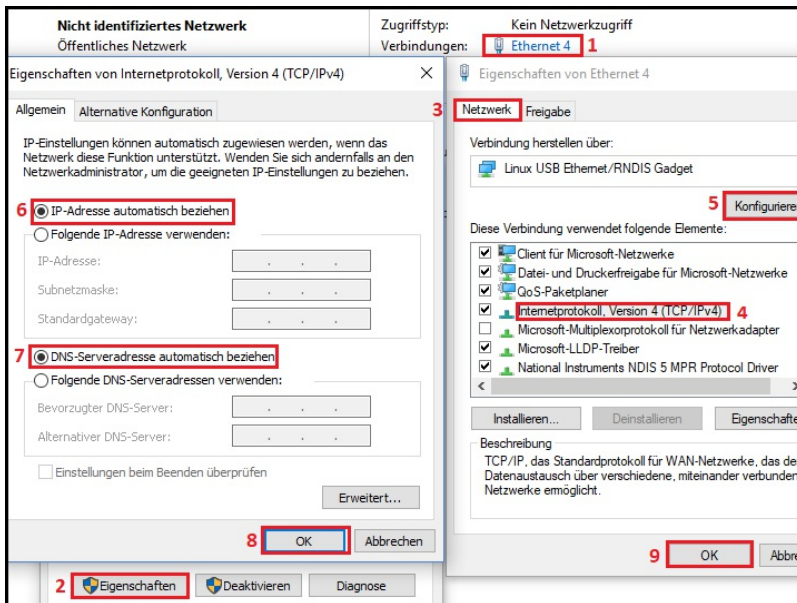 Nicht identifiziertes Netzwerk
Öffentliches Netzwerk
Zugriffstyp: Kein Netzwerkzugriff
Verbindungen: Ethernet 4 1
Eigenschaften von Internetprotokoll, Version 4 (TCP/IPv4)
Allgemein Alternative Konfiguration
IP-Einstellungen können automatisch zugewiesen werden, wenn das
Netzwerk diese Funktion unterstützt. Wenden Sie sich andernfalls an den
Netzwerkadministrator, um die geeigneten IP-Einstellungen zu beziehen.
6 IP-Adresse automatisch beziehen
Folgende IP-Adresse verwenden:
IP-Adresse:
Subnetzmaske:
Standardgateway:
7 DNS-Serveradresse automatisch beziehen
Folgende DNS-Serveradressen verwenden:
Bevorzugter DNS-Server:
Alternativer DNS-Server:
Einstellungen beim Beenden überprüfen
Erweitert...
8 OK Abbrechen
2 Eigenschaften Deaktivieren Diagnose
Eigenschaften von Ethernet 4
3 Netzwerk Freigabe
Verbindung herstellen über:
Linux USB Ethernet/RNDIS Gadget
5 Konfiguriere
Diese Verbindung verwendet folgende Elemente:
Client für Microsoft-Netzwerke
Datei- und Druckerfreigabe für Microsoft-Netzwerke
QoS-Paketplaner
Internetprotokoll, Version 4 (TCP/IPv4) 4
Microsoft-Multiplexorprotokoll für Netzwerkadapter
Microsoft-LLDP-Treiber
National Instruments NDIS 5 MPR Protocol Driver
Installieren... Deinstallieren Eigenschafte
Beschreibung
TCP/IP, das Standardprotokoll für WAN-Netzwerke, das de
Datenaustausch über verschiedene, miteinander verbunden
Netzwerke ermöglicht.
9 OK Abbre